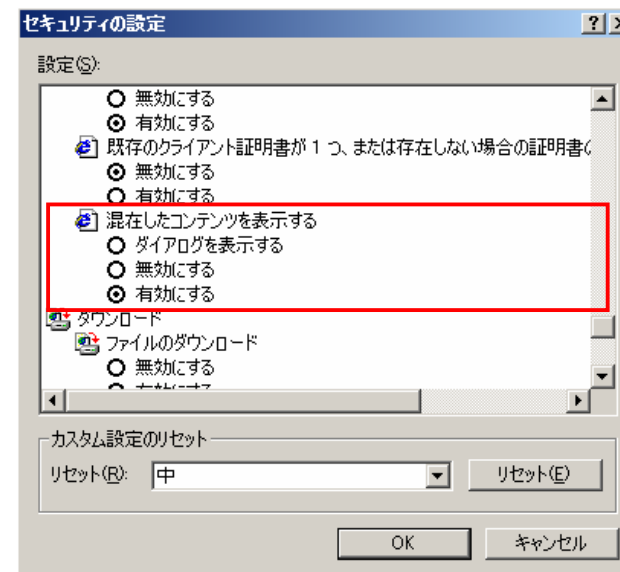 セキュリティの設定
設定(S):
無効にする
有効にする
既存のクライアント証明書が 1 つ、または存在しない場合の証明書の
無効にする
有効にする
混在したコンテンツを表示する
ダイアログを表示する
無効にする
有効にする
ダウンロード
ファイルのダウンロード
無効にする
カスタム設定のリセット
リセット(R): 中 リセット(E)
OK キャンセル